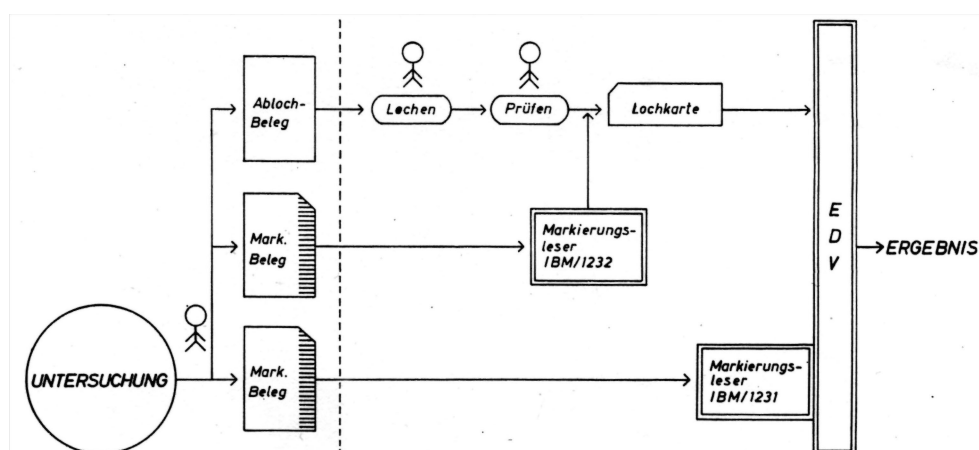 Abloch-
Beleg
Lochen
Prüfen
Lochkarte
Mark.
Beleg
Markierungs-
leser
IBM/1232
E
D
V
ERGEBNIS
UNTERSUCHUNG
Mark.
Beleg
Markierungs-
leser
IBM/1231